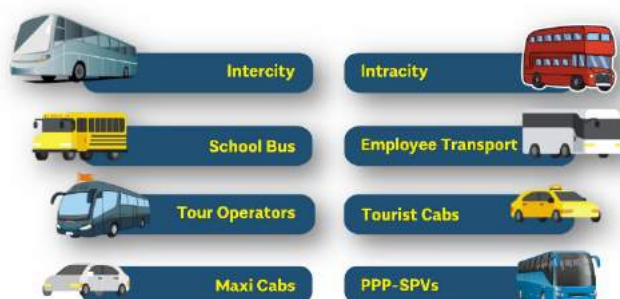 Intercity
Intracity
School Bus
Employee Transport
Tour Operators
Tourist Cabs
Maxi Cabs
PPP-SPVs